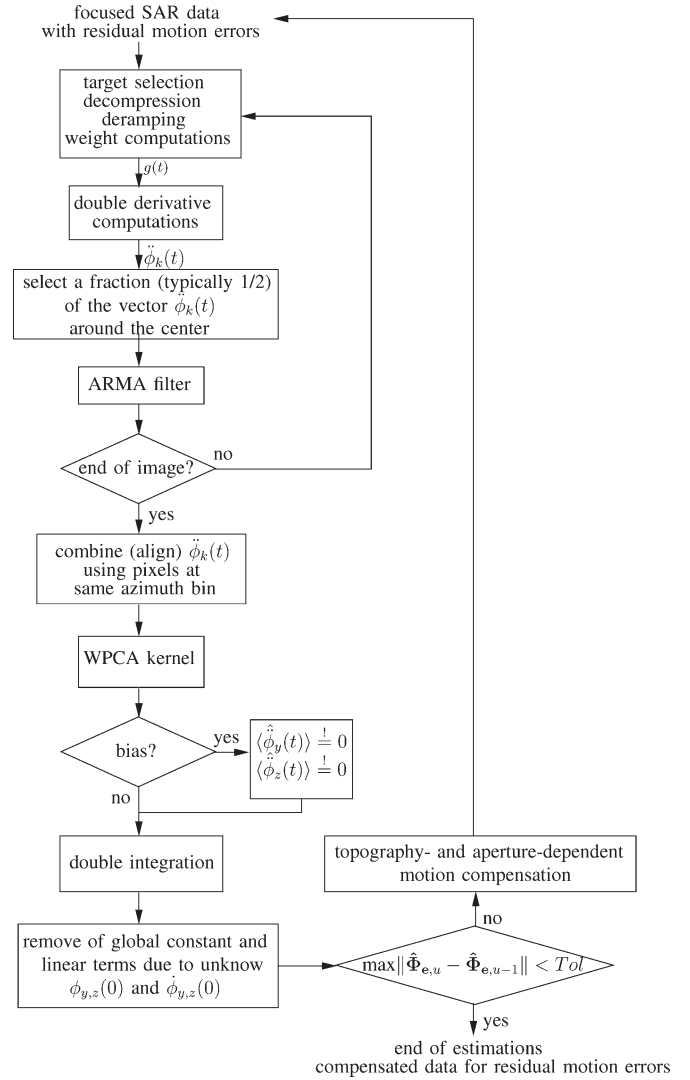 focused SAR data
with residual motion errors
target selection
decompression
deramping
weight computations
g(t)
double derivative
computations
ϕ̈ₖ(t)
select a fraction (typically 1/2)
of the vector ϕ̈ₖ(t)
around the center
ARMA filter
end of image?
no
yes
combine (align) ϕ̈ₖ(t)
using pixels at
same azimuth bin
WPCA kernel
bias?
yes
⟨ϕ̂̈_y(t)⟩ =! 0
⟨ϕ̂̈_z(t)⟩ =! 0
no
double integration
topography- and aperture-dependent
motion compensation
no
remove of global constant and
linear terms due to unknow
ϕ_{y,z}(0) and ϕ̇_{y,z}(0)
max‖Φ̂_{e,u} − Φ̂_{e,u−1}‖ < Tol
yes
end of estimations
compensated data for residual motion errors